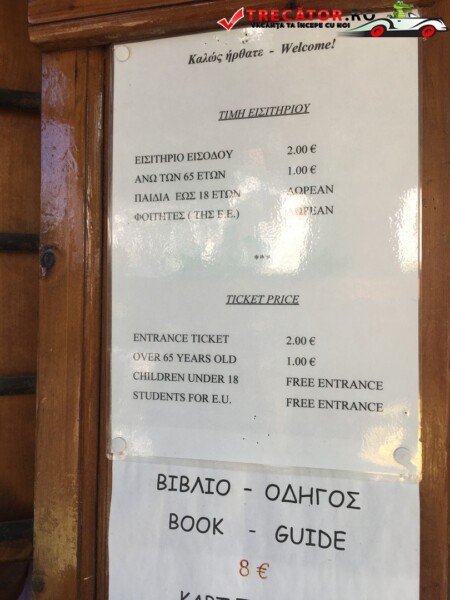 TRECĂTOR.RO
VACANȚA TA ÎNCEPE CU NOI
Καλώς ήρθατε - Welcome!
ΤΙΜΗ ΕΙΣΙΤΗΡΙΟΥ
ΕΙΣΙΤΗΡΙΟ ΕΙΣΟΔΟΥ 2.00 €
ΑΝΩ ΤΩΝ 65 ΕΤΩΝ 1.00 €
ΠΑΙΔΙΑ ΕΩΣ 18 ΕΤΩΝ ΔΩΡΕΑΝ
ΦΟΙΤΗΤΕΣ ( ΤΗΣ Ε.Ε.) ΔΩΡΕΑΝ
***
TICKET PRICE
ENTRANCE TICKET 2.00 €
OVER 65 YEARS OLD 1.00 €
CHILDREN UNDER 18 FREE ENTRANCE
STUDENTS FOR E.U. FREE ENTRANCE
ΒΙΒΛΙΟ - ΟΔΗΓΟΣ
BOOK - GUIDE
8 €